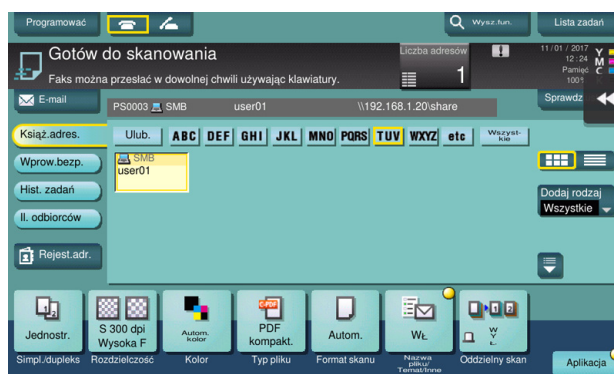 Programować
Wysz.fun.
Lista zadań
Gotów do skanowania
Faks można przesłać w dowolnej chwili używając klawiatury.
Liczba adresów
1
11/01/2017
12:24
Pamięć
100%
Y
M
C
K
E-mail
PS0003 SMB user01 \\192.168.1.20\share
Sprawdź
Książ.adres.
Ulub. ABC DEF GHI JKL MNO PQRS TUV WXYZ etc Wszyst-
kie
Wprow.bezp.
Hist. zadań
Il. odbiorców
Rejest.adr.
SMB
user01
Dodaj rodzaj
Wszystkie
Jednostr.
S 300 dpi
Wysoka F
Autom.
kolor
C-PDF
PDF
kompakt.
Autom.
WŁ
WYŁ.
Simpl./dupleks
Rozdzielczość
Kolor
Typ pliku
Format skanu
Nazwa
pliku/
Temat/Inne
Oddzielny skan
Aplikacja